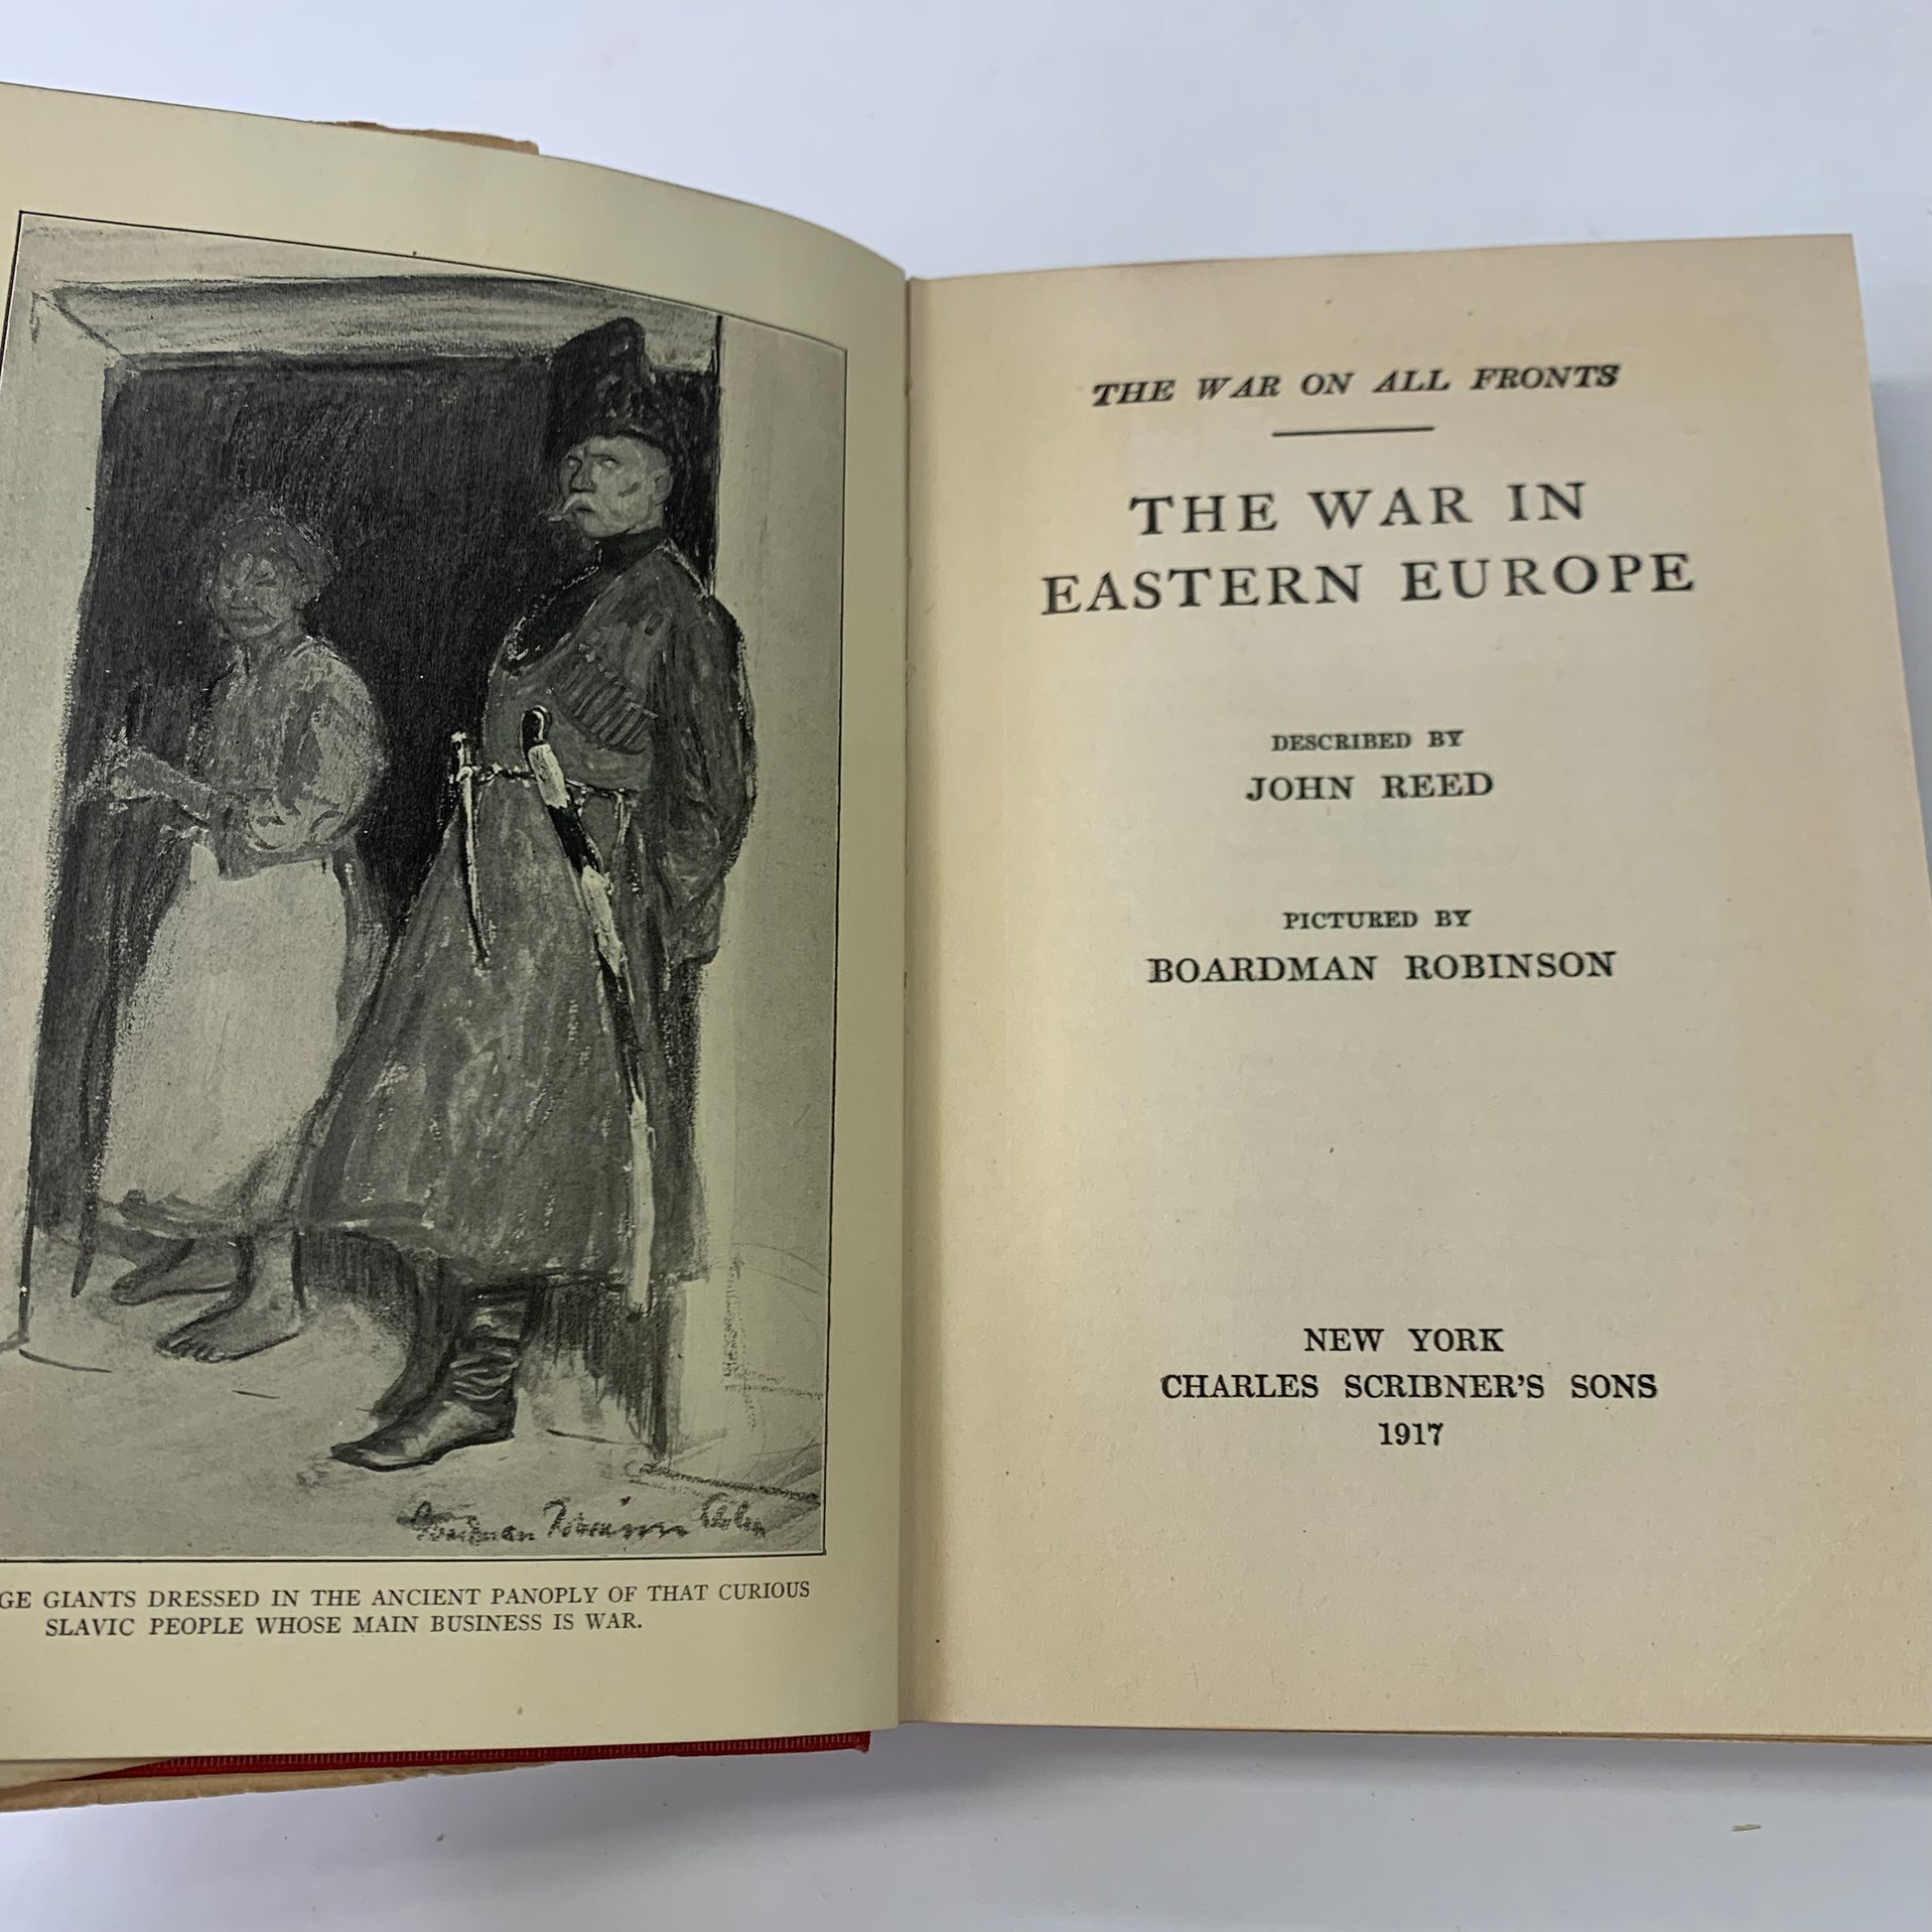 GE GIANTS DRESSED IN THE ANCIENT PANOPLY OF THAT CURIOUS
SLAVIC PEOPLE WHOSE MAIN BUSINESS IS WAR.
THE WAR ON ALL FRONTS
THE WAR IN
EASTERN EUROPE
DESCRIBED BY
JOHN REED
PICTURED BY
BOARDMAN ROBINSON
NEW YORK
CHARLES SCRIBNER'S SONS
1917